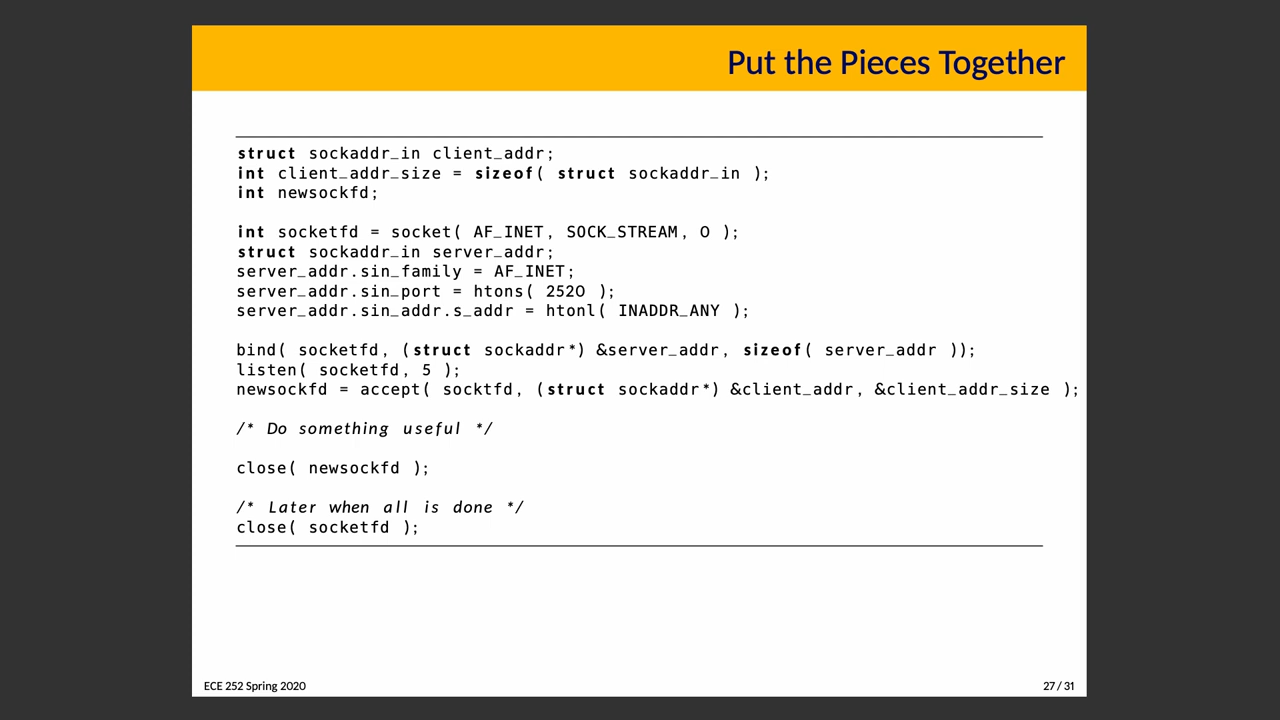 Put the Pieces Together
struct sockaddr_in client_addr;
int client_addr_size = sizeof( struct sockaddr_in );
int newsockfd;
int socketfd = socket( AF_INET, SOCK_STREAM, 0 );
struct sockaddr_in server_addr;
server_addr.sin_family = AF_INET;
server_addr.sin_port = htons( 2520 );
server_addr.sin_addr.s_addr = htonl( INADDR_ANY );
bind( socketfd, (struct sockaddr*) &server_addr, sizeof( server_addr ));
listen( socketfd, 5 );
newsockfd = accept( socktfd, (struct sockaddr*) &client_addr, &client_addr_size );
/* Do something useful */
close( newsockfd );
/* Later when all is done */
close( socketfd );
ECE 252 Spring 2020
27 / 31